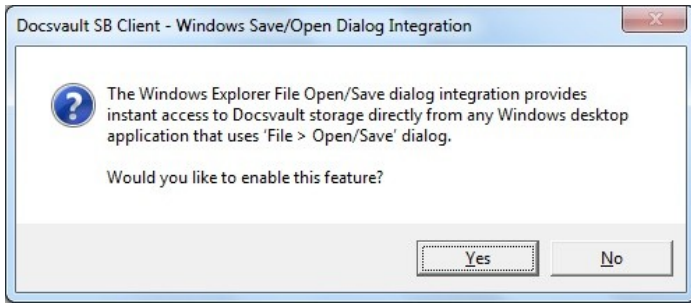 Docsvault SB Client - Windows Save/Open Dialog Integration
The Windows Explorer File Open/Save dialog integration provides
instant access to Docsvault storage directly from any Windows desktop
application that uses 'File > Open/Save' dialog.
Would you like to enable this feature?
Yes
No